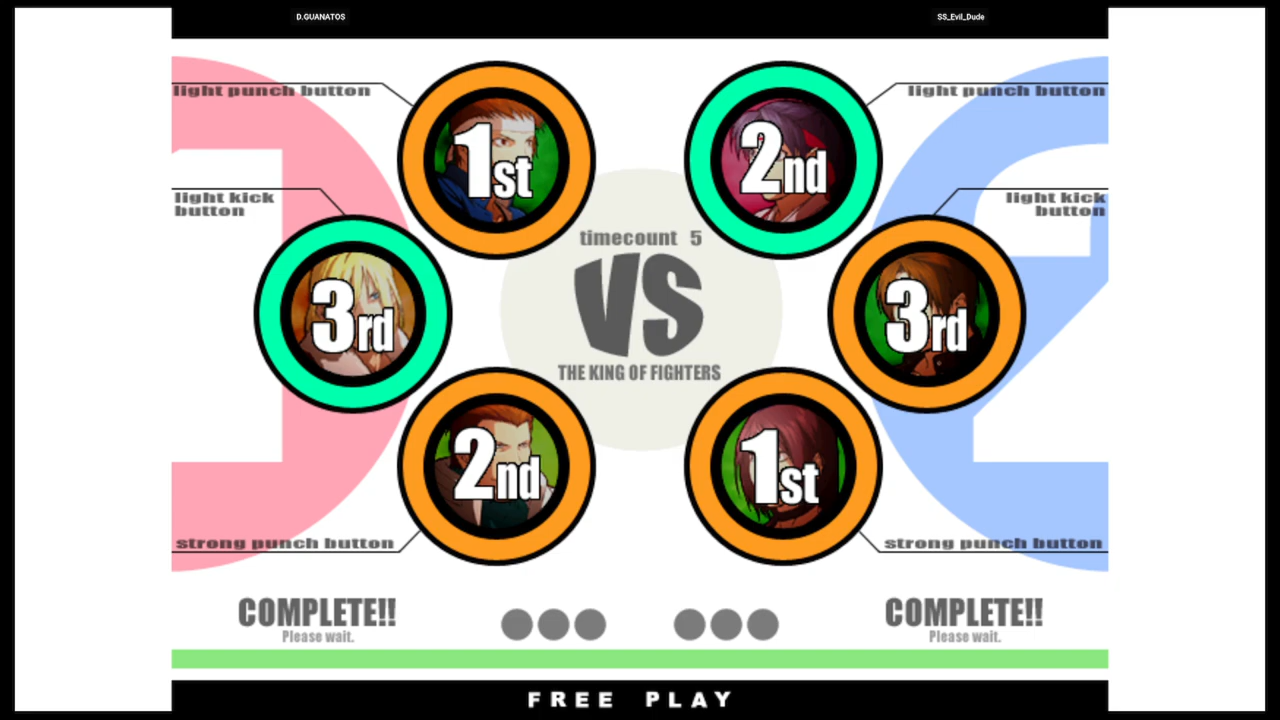 D.GUANATOS
SS_Evil_Dude
light punch button
light punch button
1st
2nd
light kick
button
light kick
button
timecount 5
VS
THE KING OF FIGHTERS
3rd
3rd
2nd
1st
strong punch button
strong punch button
COMPLETE!!
Please wait.
COMPLETE!!
Please wait.
FREE PLAY